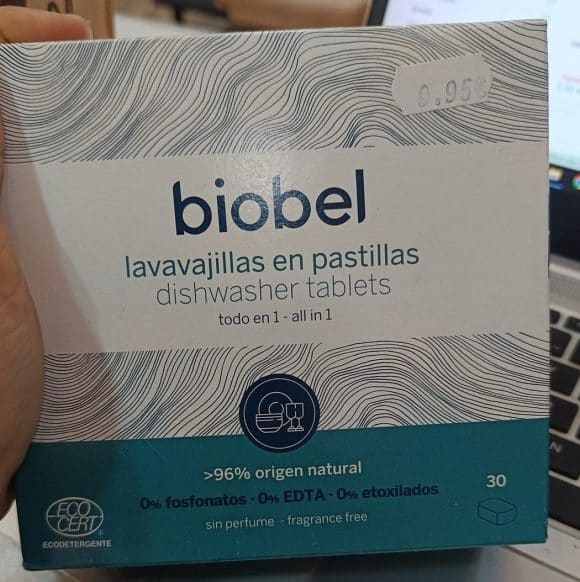 9.95€
biobel
lavavajillas en pastillas
dishwasher tablets
todo en 1 - all in 1
>96% origen natural
0% fosfonatos · 0% EDTA · 0% etoxilados
sin perfume - fragrance free
30
ECO
CERT
ECODETERGENTE